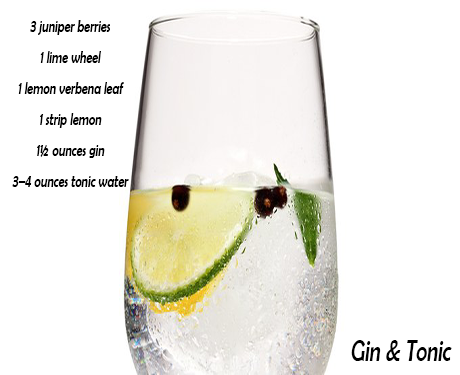 3 juniper berries
1 lime wheel
1 lemon verbena leaf
1 strip lemon
1½ ounces gin
3–4 ounces tonic water
Gin & Tonic